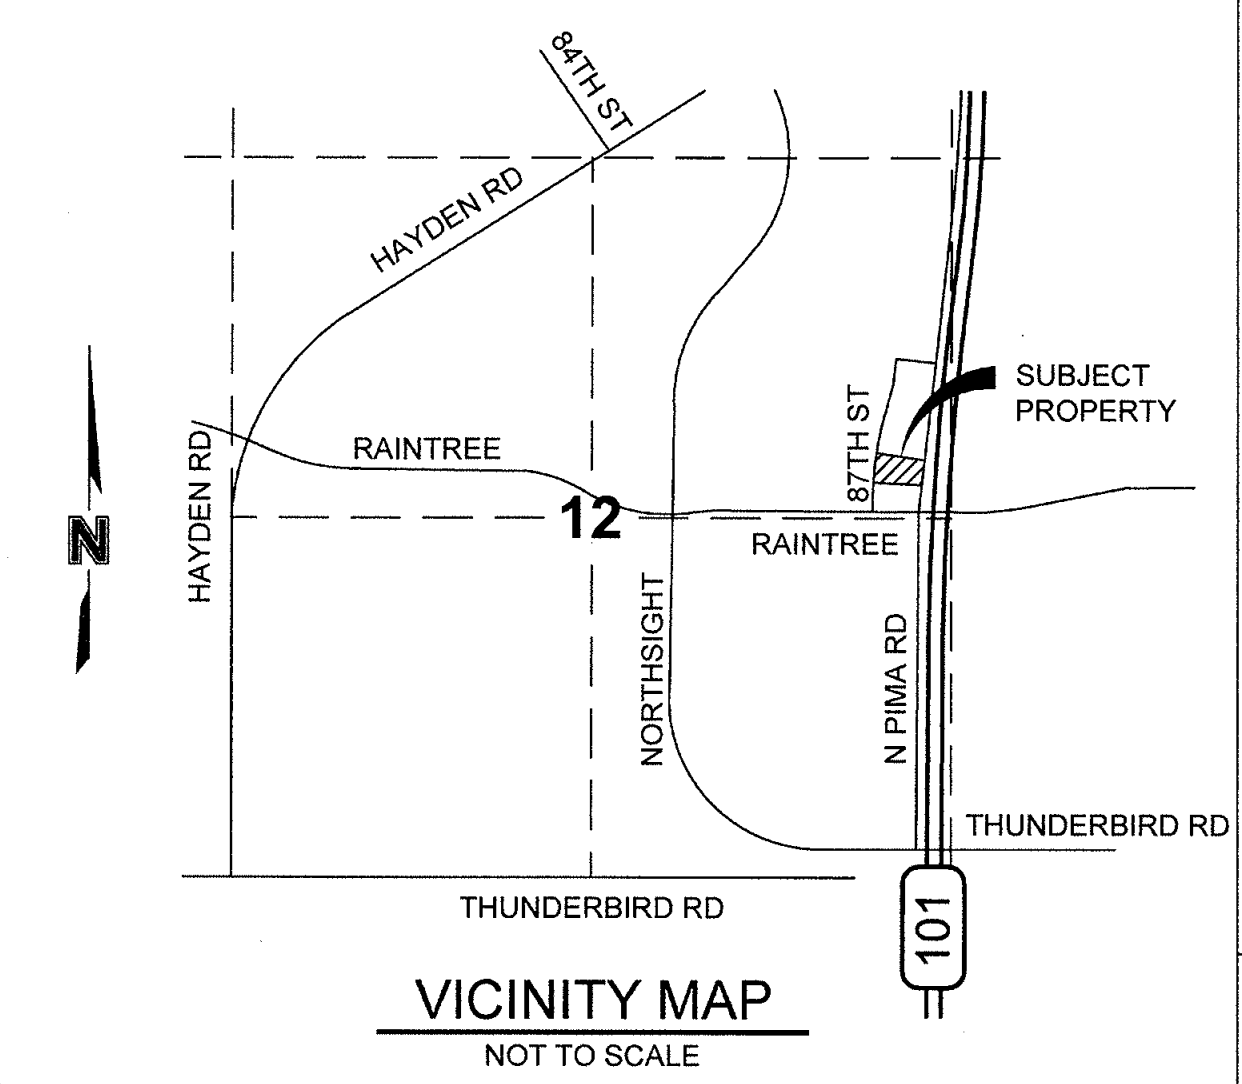 84TH ST
HAYDEN RD
SUBJECT
PROPERTY
87TH ST
RAINTREE
HAYDEN RD
12
N
RAINTREE
NORTHSIGHT
N PIMA RD
THUNDERBIRD RD
THUNDERBIRD RD
101
VICINITY MAP
NOT TO SCALE